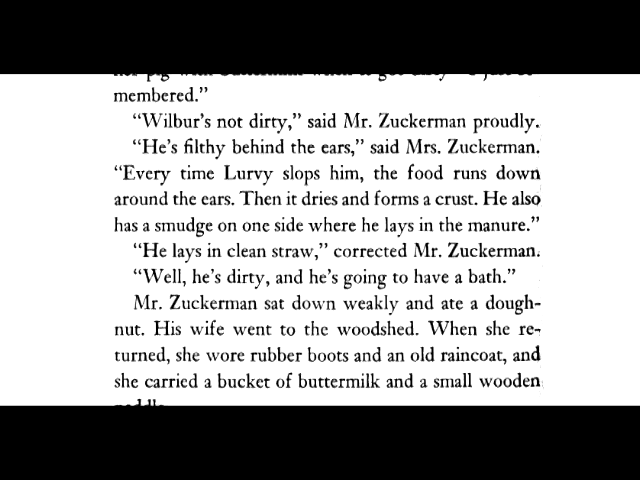 membered.”
“Wilbur’s not dirty,” said Mr. Zuckerman proudly.
“He’s filthy behind the ears,” said Mrs. Zuckerman.
“Every time Lurvy slops him, the food runs down
around the ears. Then it dries and forms a crust. He also
has a smudge on one side where he lays in the manure.”
“He lays in clean straw,” corrected Mr. Zuckerman.
“Well, he’s dirty, and he’s going to have a bath.”
Mr. Zuckerman sat down weakly and ate a dough-
nut. His wife went to the woodshed. When she re-
turned, she wore rubber boots and an old raincoat, and
she carried a bucket of buttermilk and a small wooden